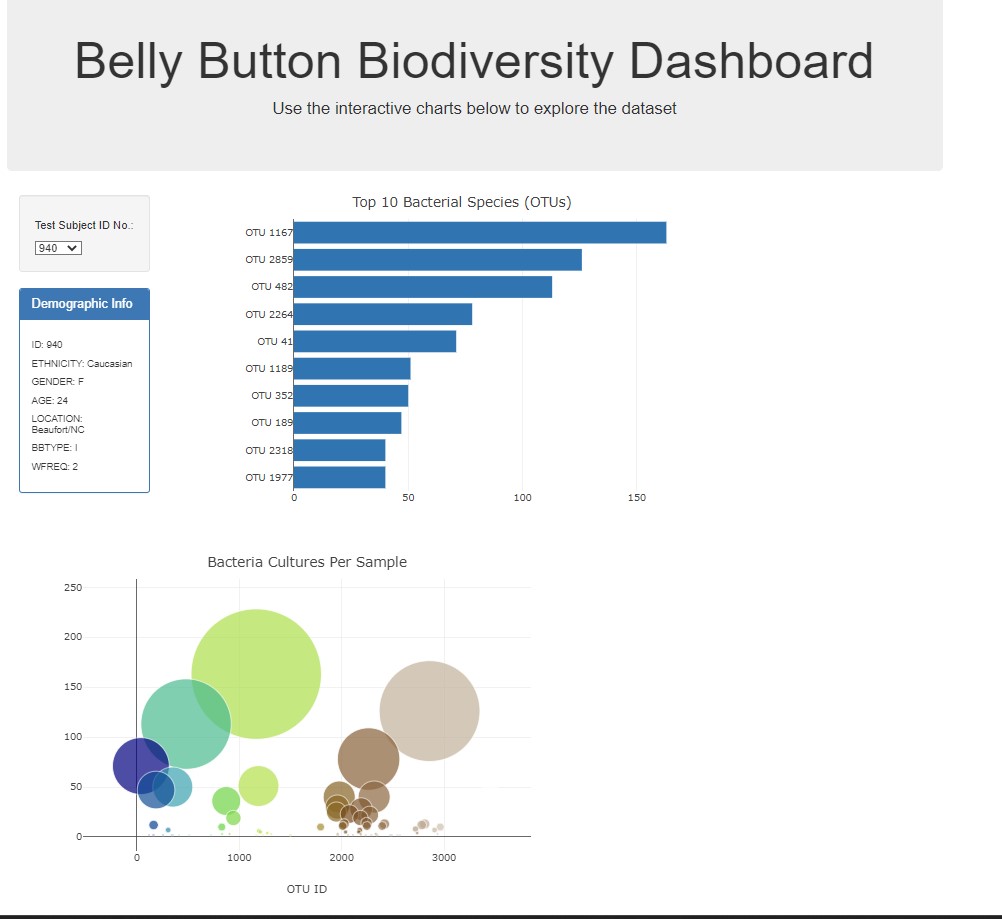 Belly Button Biodiversity Dashboard
Use the interactive charts below to explore the dataset
Test Subject ID No.:
940
Demographic Info
ID: 940
ETHNICITY: Caucasian
GENDER: F
AGE: 24
LOCATION:
Beaufort/NC
BBTYPE: I
WFREQ: 2
Top 10 Bacterial Species (OTUs)
OTU 1167
OTU 2859
OTU 482
OTU 2264
OTU 41
OTU 1189
OTU 352
OTU 189
OTU 2318
OTU 1977
0 50 100 150
Bacteria Cultures Per Sample
250
200
150
100
50
0
0 1000 2000 3000
OTU ID